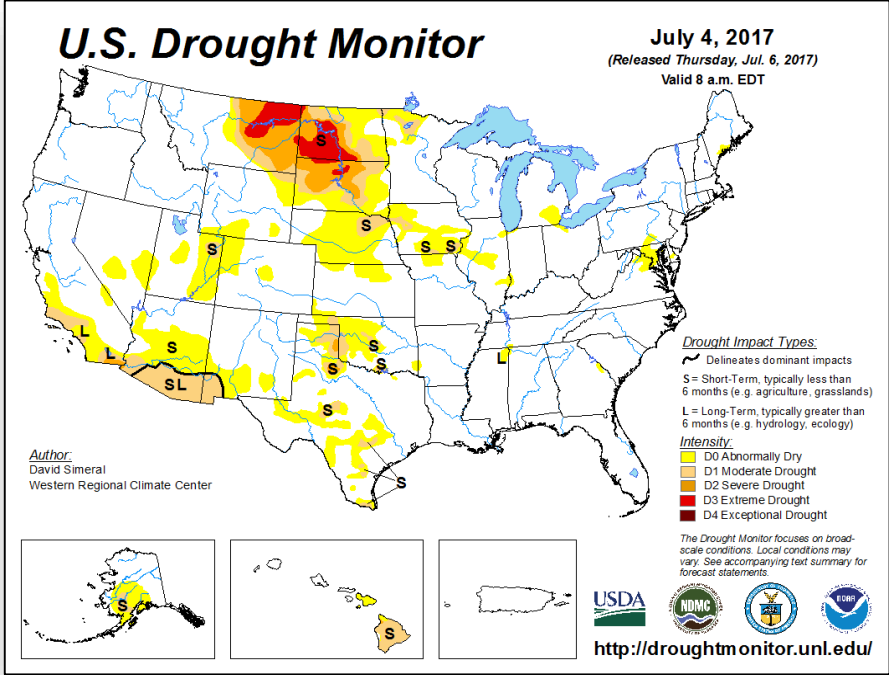 U.S. Drought Monitor
July 4, 2017
(Released Thursday, Jul. 6, 2017)
Valid 8 a.m. EDT
S
S
S
S
S
L
L
S
S L
S
S
S
S
S
L
Drought Impact Types:
Delineates dominant impacts
S = Short-Term, typically less than
6 months (e.g. agriculture, grasslands)
L = Long-Term, typically greater than
6 months (e.g. hydrology, ecology)
Intensity:
D0 Abnormally Dry
D1 Moderate Drought
D2 Severe Drought
D3 Extreme Drought
D4 Exceptional Drought
Author:
David Simeral
Western Regional Climate Center
The Drought Monitor focuses on broad-
scale conditions. Local conditions may
vary. See accompanying text summary for
forecast statements.
S
S
USDA
NDMC
NOAA
http://droughtmonitor.unl.edu/